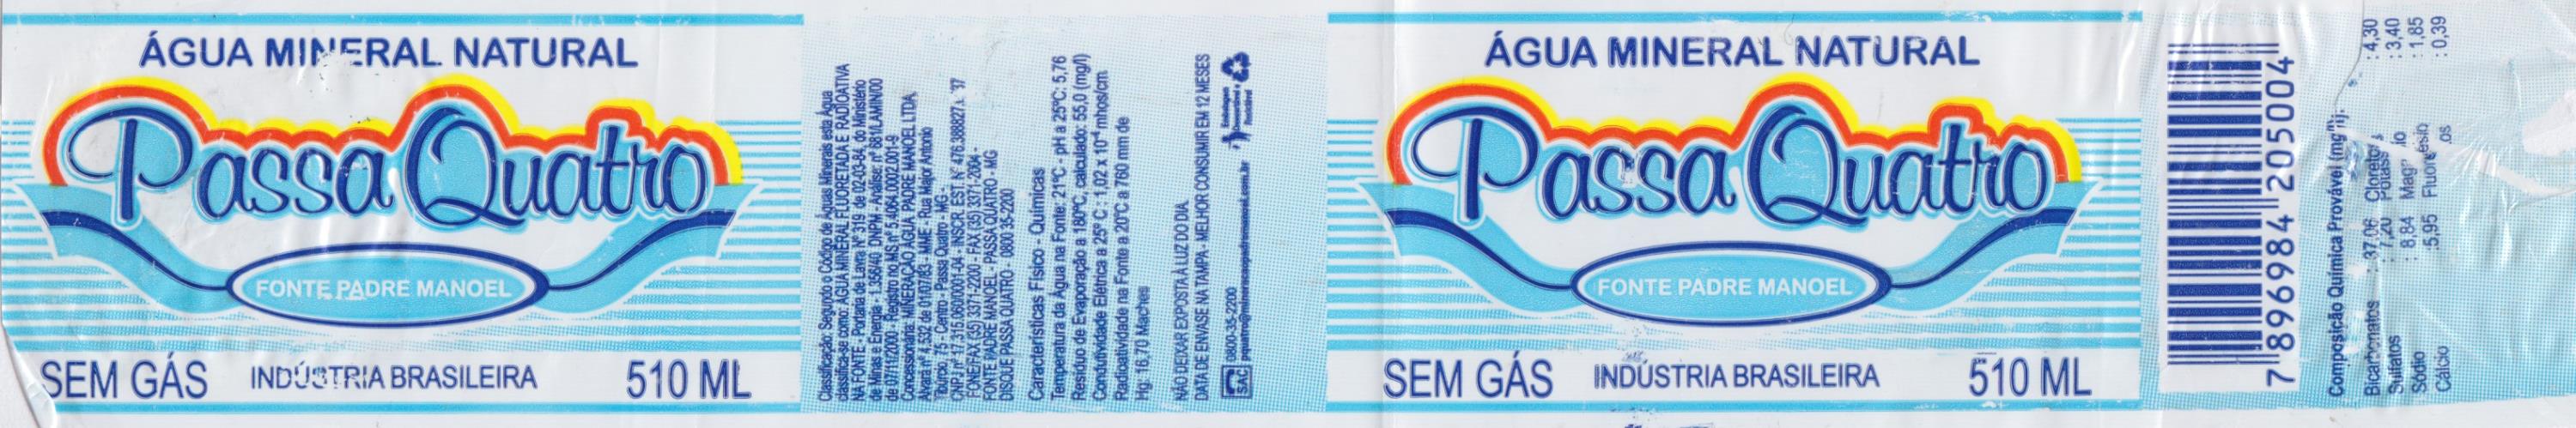 ÁGUA MINERAL NATURAL
Passa Quatro
FONTE PADRE MANOEL
SEM GÁS INDÚSTRIA BRASILEIRA 510 ML
Classificação: Segundo o Código de Águas Minerais esta Água
classifica-se como: ÁGUA MINERAL FLUORETADA E RADIOATIVA
NA FONTE - Portaria de Lavra Nº 319 de 02-03-84, do Ministério
de Minas e Energia - 1.356/40 DNPM - Análise: nº 681/LAMIN/00
de 07/11/2000 - Registro no MS nº 5.4064.0002.001-9
Concessionária: MINERAÇÃO ÁGUA PADRE MANOEL LTDA
Alvará nº 4.532 de 01/07/83 - MME - Rua Major Antonio
75 - Centro - Passa Quatro - MG -
CNPJ nº 17.315.060/0001-04 - INSCR. EST. Nº
FONE/FAX (35) 3371-2200 - FAX (35) 3371-2604 -
FONTE PADRE MANOEL - PASSA QUATRO - MG
DISQUE PASSA QUATRO - 0800 35-2200
Características Físico - Químicas
Temperatura da Água na Fonte: 21ºC - pH a 25ºC: 5,76
Resíduo de Evaporação a 180ºC, calculado: 55,0 (mg/l)
Condutividade Elétrica a 25º C : 1,02 x 10⁻⁴ mhos/cm
Radioatividade na Fonte a 20ºC a 760 mm de
Hg: 16,70 Maches
NÃO DEIXAR EXPOSTA À LUZ DO DIA
DATA DE ENVASE NA TAMPA - MELHOR CONSUMIR EM 12 MESES
SAC 0800-35-2200
Embalagem
Descartável e
Reciclável
ÁGUA MINERAL NATURAL
Passa Quatro
FONTE PADRE MANOEL
SEM GÁS INDÚSTRIA BRASILEIRA 510 ML
7 896984 205004
Composição Química Provável
Bicarbonatos : 37,06 Cloretos : 4,30
Sulfatos : 7,20 : 3,40
Sódio : 8,84 : 1,85
Cálcio : 5,95 : 0,39